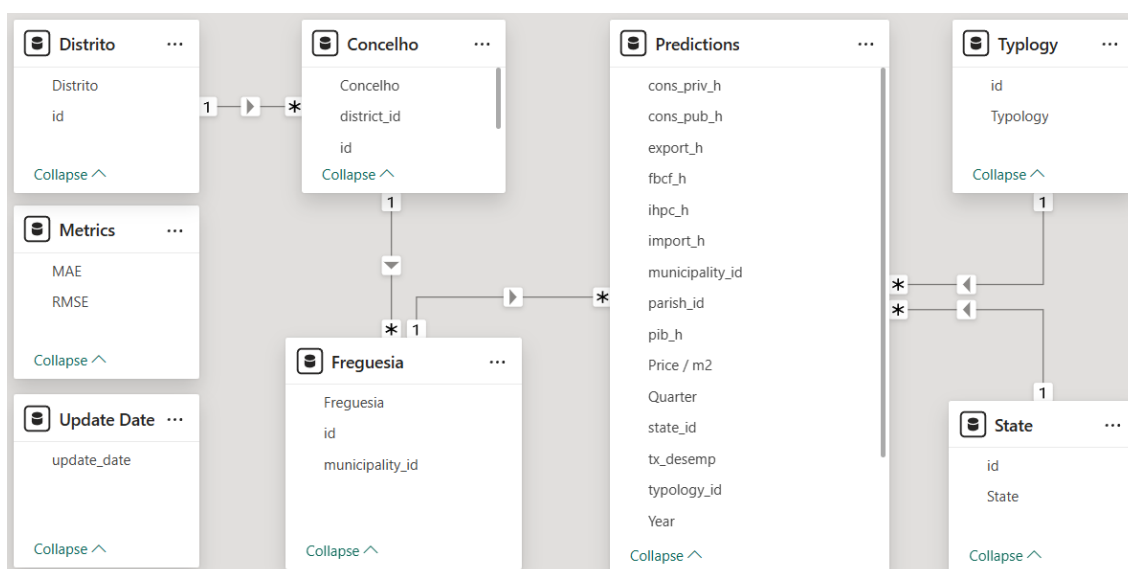 Distrito
Distrito
id
Collapse
1
*
Concelho
Concelho
district_id
id
Collapse
1
*
Metrics
MAE
RMSE
Collapse
Update Date
update_date
Collapse
Freguesia
Freguesia
id
municipality_id
Collapse
1
*
Predictions
cons_priv_h
cons_pub_h
export_h
fbcf_h
ihpc_h
import_h
municipality_id
parish_id
pib_h
Price / m2
Quarter
state_id
tx_desemp
typology_id
Year
Collapse
Typlogy
id
Typology
Collapse
1
*
*
1
State
id
State
Collapse